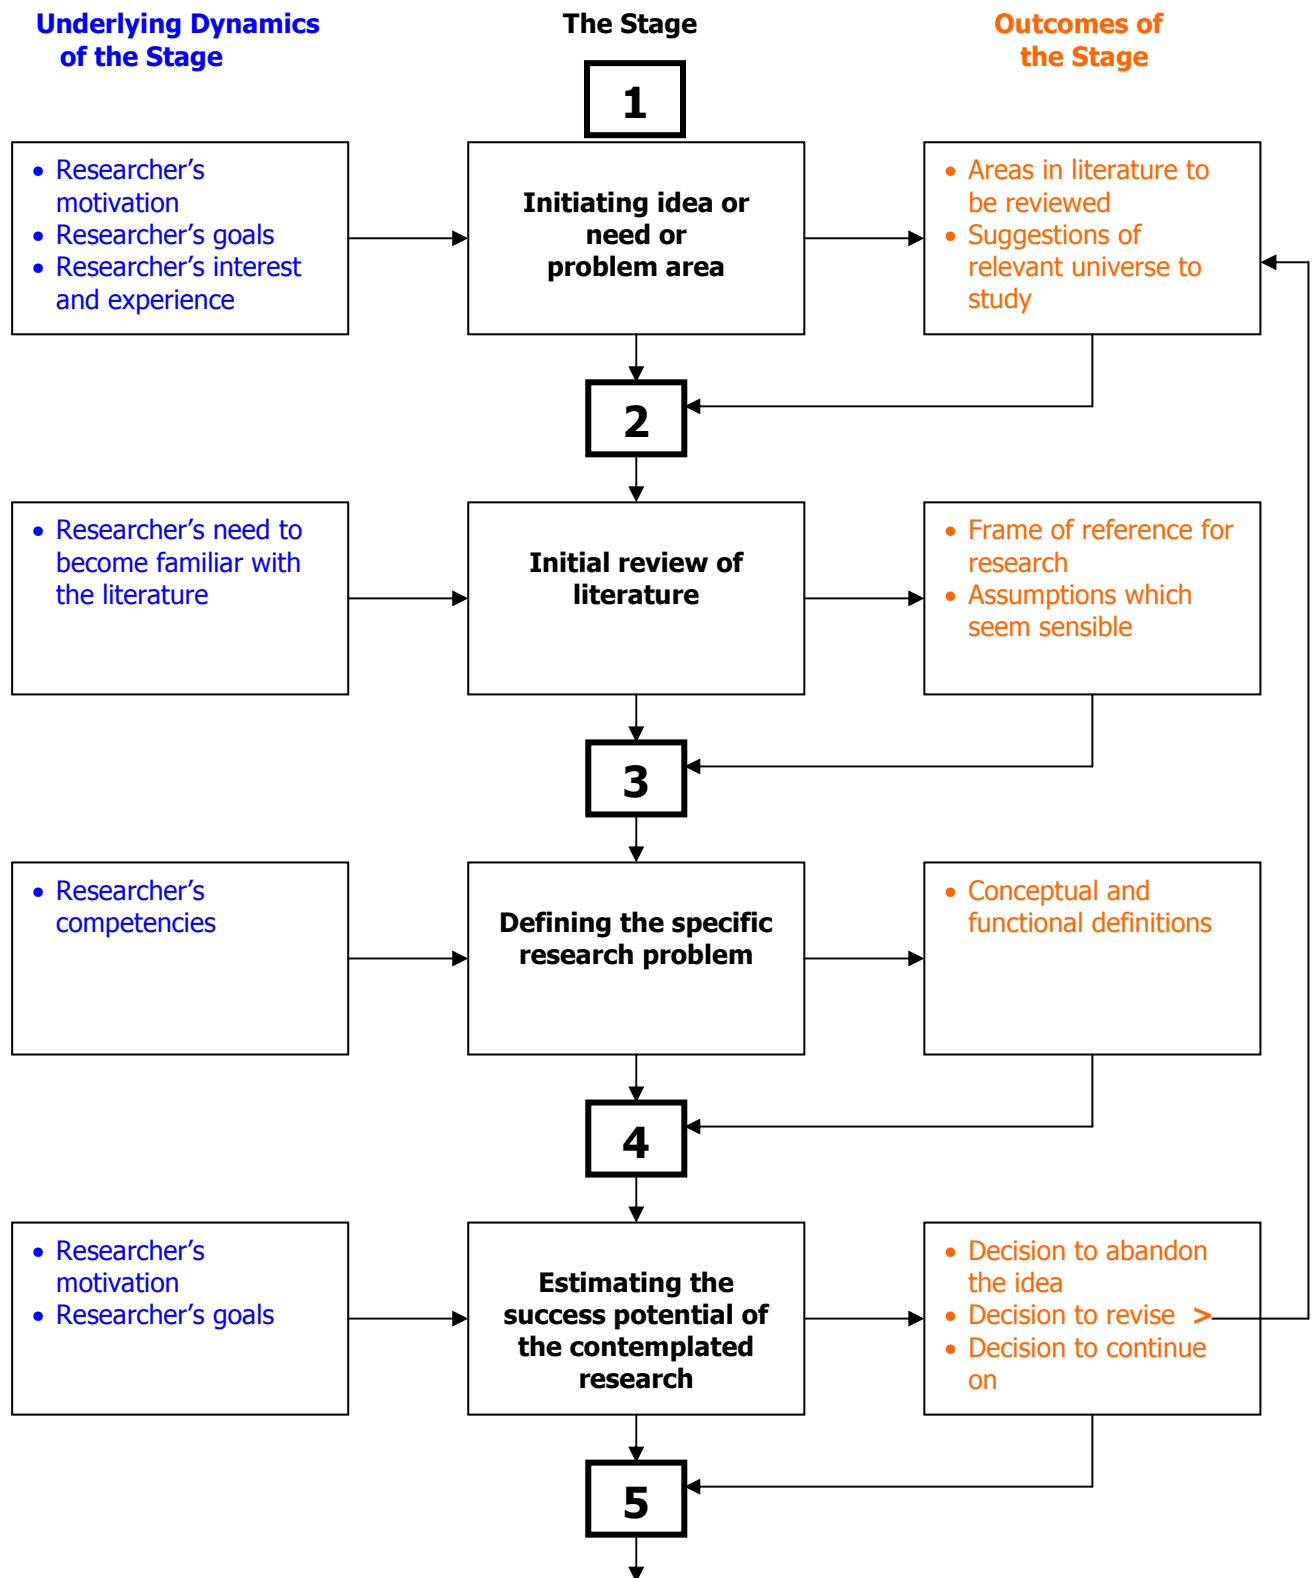 Underlying Dynamics
of the Stage
The Stage
Outcomes of
the Stage
1
• Researcher's
motivation
• Researcher's goals
• Researcher's interest
and experience
Initiating idea or
need or
problem area
• Areas in literature to
be reviewed
• Suggestions of
relevant universe to
study
2
• Researcher's need to
become familiar with
the literature
Initial review of
literature
• Frame of reference for
research
• Assumptions which
seem sensible
3
• Researcher's
competencies
Defining the specific
research problem
• Conceptual and
functional definitions
4
• Researcher's
motivation
• Researcher's goals
Estimating the
success potential of
the contemplated
research
• Decision to abandon
the idea
• Decision to revise >
• Decision to continue
on
5